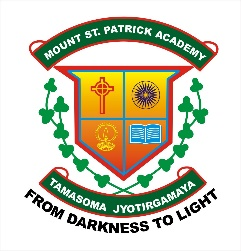 MOUNT ST. PATRICK ACADEMY
TAMASOMA JYOTIRGAMAYA
FROM DARKNESS TO LIGHT